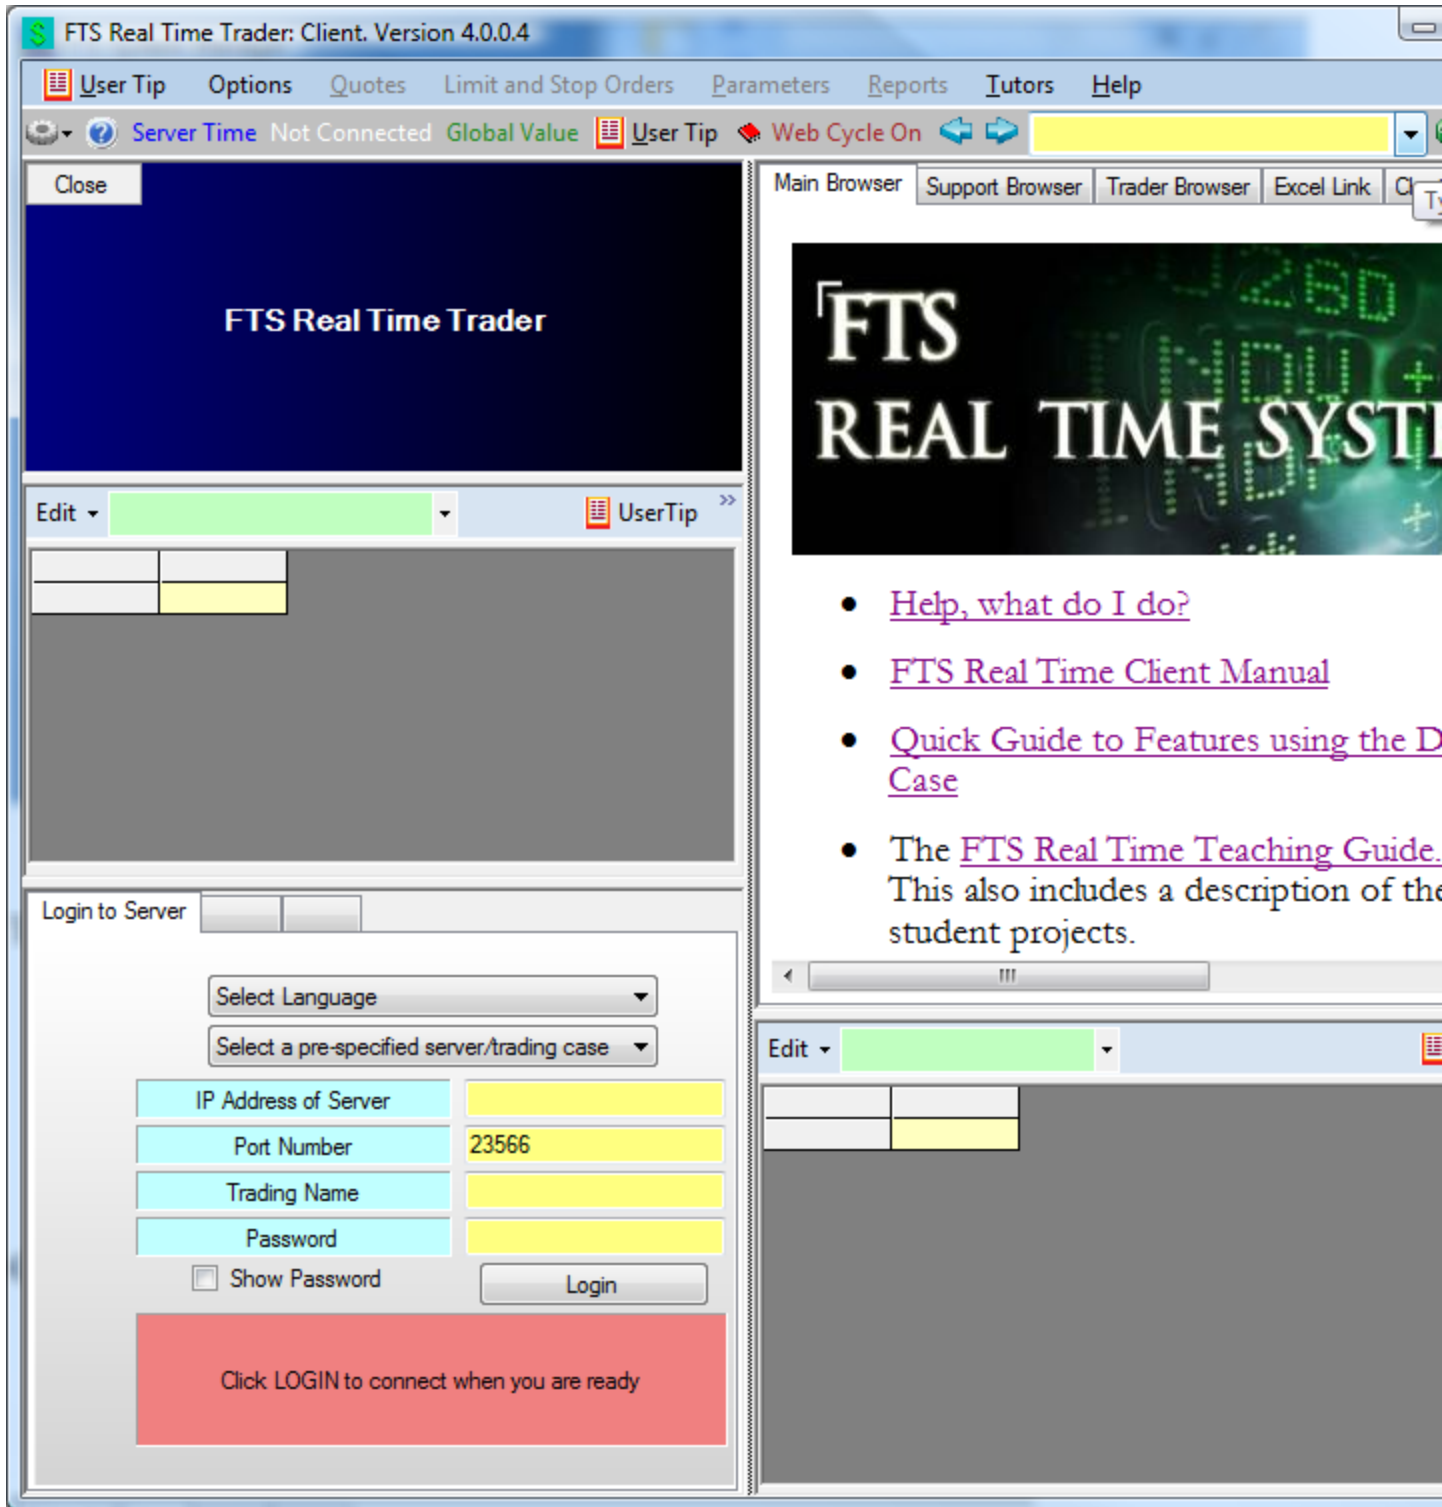 FTS Real Time Trader: Client. Version 4.0.0.4
User Tip Options Quotes Limit and Stop Orders Parameters Reports Tutors Help
Server Time Not Connected Global Value User Tip Web Cycle On
Close
FTS Real Time Trader
Edit UserTip »
Login to Server
Select Language
Select a pre-specified server/trading case
IP Address of Server
Port Number 23566
Trading Name
Password
Show Password Login
Click LOGIN to connect when you are ready
Main Browser Support Browser Trader Browser Excel Link
FTS
REAL TIME
Help, what do I do?
FTS Real Time Client Manual
Quick Guide to Features using the
Case
The FTS Real Time Teaching Guide.
This also includes a description of the
student projects.
Edit